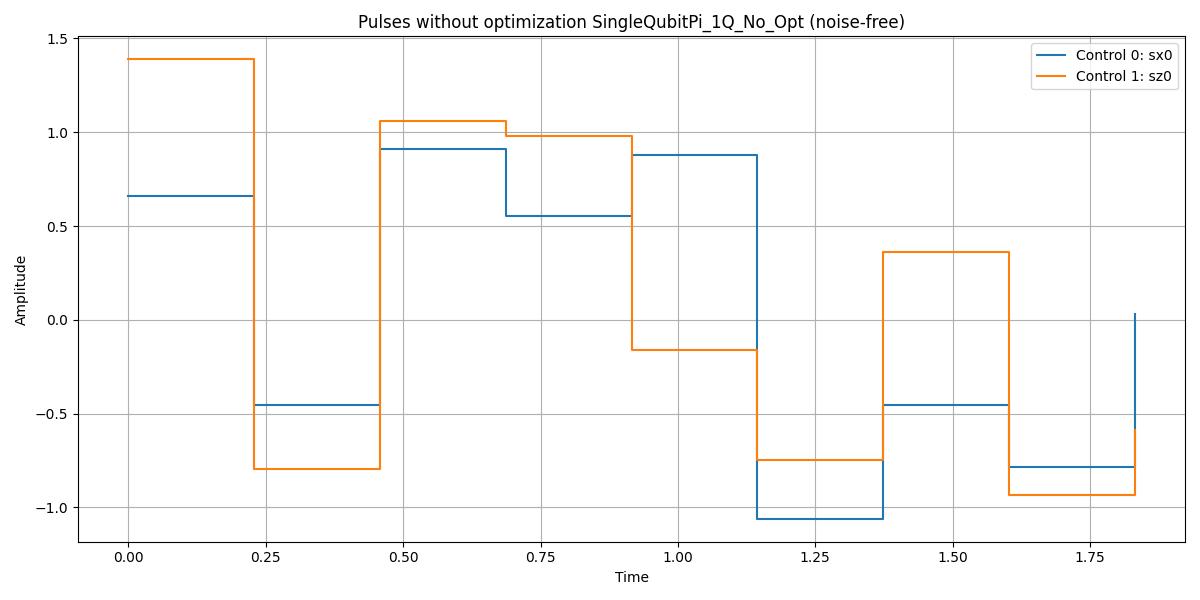 Pulses without optimization SingleQubitPi_1Q_No_Opt (noise-free)
Control 0: sx0
Control 1: sz0
Amplitude
1.5
1.0
0.5
0.0
−0.5
−1.0
0.00 0.25 0.50 0.75 1.00 1.25 1.50 1.75
Time